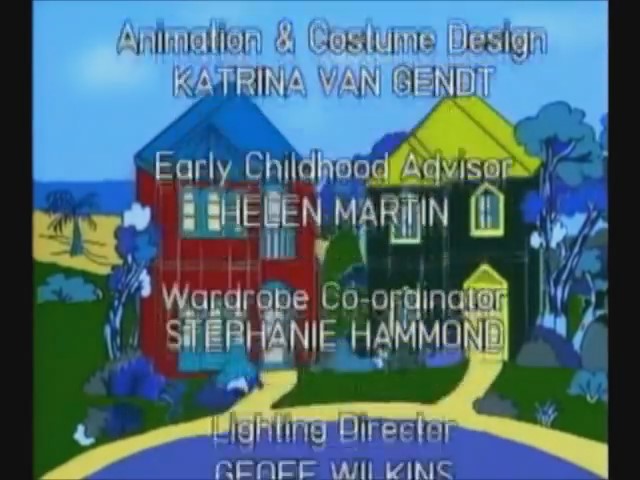 Animation & Costume Design
KATRINA VAN GENDT
Early Childhood Advisor
HELEN MARTIN
Wardrobe Co-ordinator
STEPHANIE HAMMOND
Lighting Director
GEOFF WILKINS